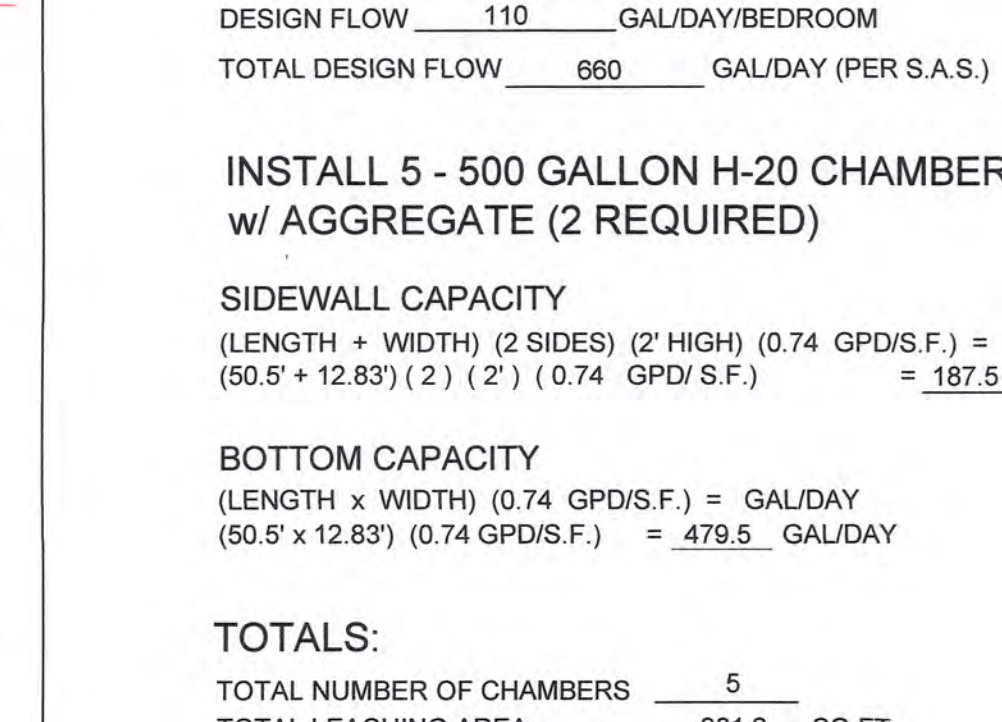 DESIGN FLOW 110 GAL/DAY/BEDROOM
TOTAL DESIGN FLOW 660 GAL/DAY (PER S.A.S.)
INSTALL 5 - 500 GALLON H-20 CHAMBER
w/ AGGREGATE (2 REQUIRED)
SIDEWALL CAPACITY
(LENGTH + WIDTH) (2 SIDES) (2' HIGH) (0.74 GPD/S.F.) =
(50.5' + 12.83') ( 2 ) ( 2' ) ( 0.74 GPD/ S.F.) = 187.5
BOTTOM CAPACITY
(LENGTH x WIDTH) (0.74 GPD/S.F.) = GAL/DAY
(50.5' x 12.83') (0.74 GPD/S.F.) = 479.5 GAL/DAY
TOTALS:
TOTAL NUMBER OF CHAMBERS 5
TOTAL LEACHING AREA